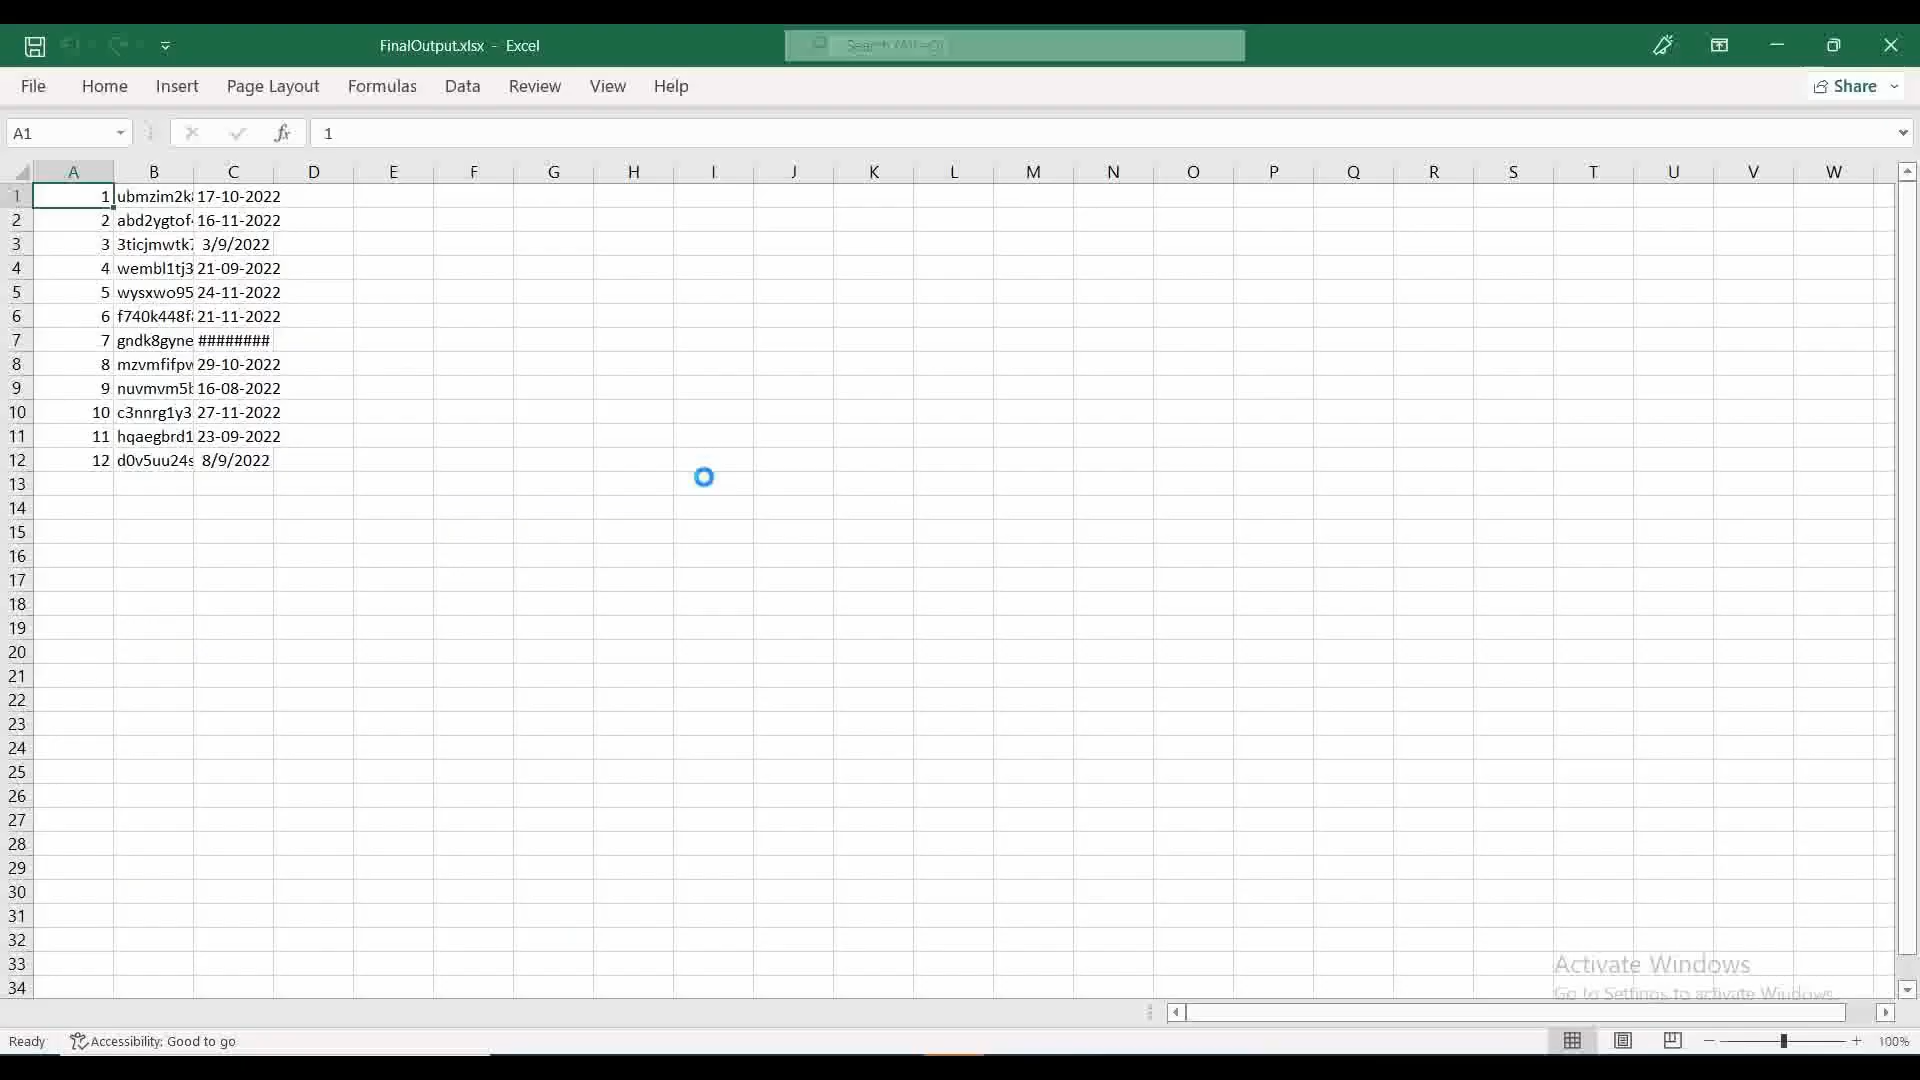 FinalOutput.xlsx - Excel
Search (Alt+Q)
File Home Insert Page Layout Formulas Data Review View Help Share
A1 fx 1
A B C D E F G H I J K L M N O P Q R S T U V W
1 1 ubmzim2k 17-10-2022
2 2 abd2ygtof 16-11-2022
3 3 3ticjmwtk 3/9/2022
4 4 wembl1tj3 21-09-2022
5 5 wysxwo95 24-11-2022
6 6 f740k448f 21-11-2022
7 7 gndk8gyne ########
8 8 mzvmfifpw 29-10-2022
9 9 nuvmvm5b 16-08-2022
10 10 c3nnrg1y3 27-11-2022
11 11 hqaegbrd1 23-09-2022
12 12 d0v5uu24s 8/9/2022
13
14
15
16
17
18
19
20
21
22
23
24
25
26
27
28
29
30
31
32
33
Activate Windows
34
Go to Settings to activate Windows.
Ready Accessibility: Good to go 100%